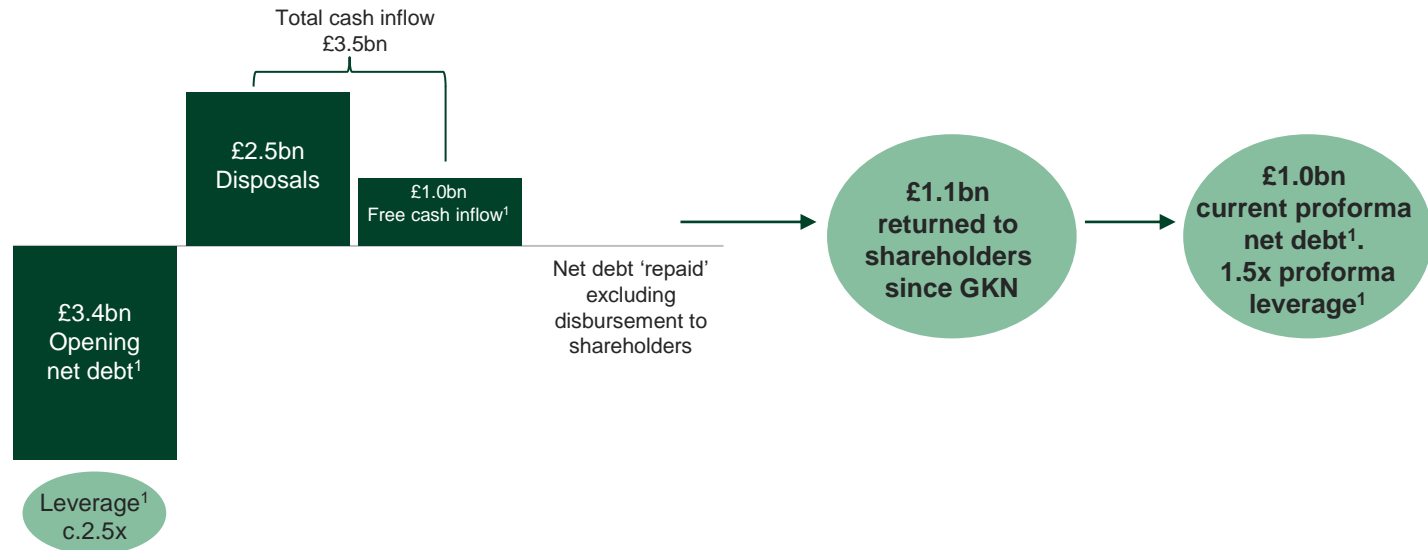 Total cash inflow
£3.5bn
£2.5bn
Disposals
£1.0bn
Free cash inflow¹
£3.4bn
Opening
net debt¹
Leverage¹
c.2.5x
Net debt ‘repaid’
excluding
disbursement to
shareholders
£1.1bn
returned to
shareholders
since GKN
£1.0bn
current proforma
net debt¹.
1.5x proforma
leverage¹